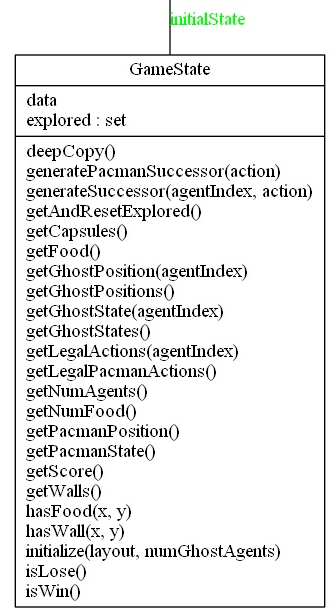 initialState
GameState
data
explored : set
deepCopy()
generatePacmanSuccessor(action)
generateSuccessor(agentIndex, action)
getAndResetExplored()
getCapsules()
getFood()
getGhostPosition(agentIndex)
getGhostPositions()
getGhostState(agentIndex)
getGhostStates()
getLegalActions(agentIndex)
getLegalPacmanActions()
getNumAgents()
getNumFood()
getPacmanPosition()
getPacmanState()
getScore()
getWalls()
hasFood(x, y)
hasWall(x, y)
initialize(layout, numGhostAgents)
isLose()
isWin()